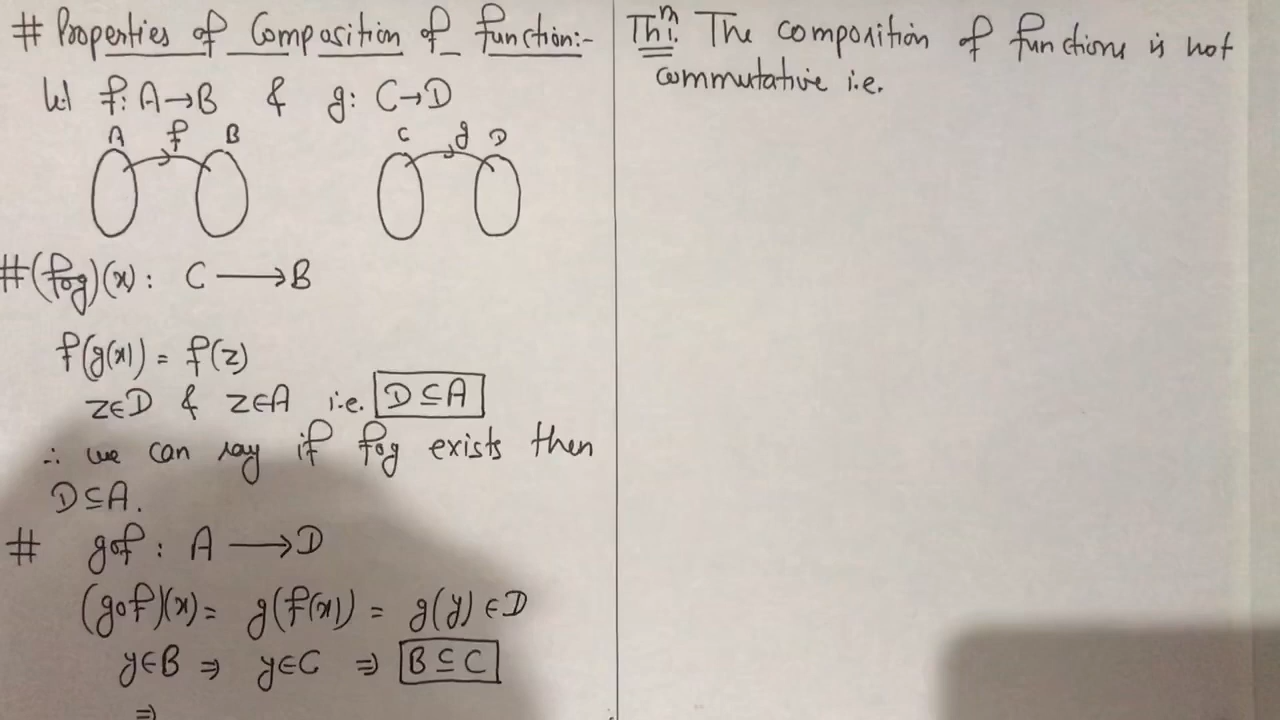 # Properties of Composition of function:-
let f: A→B & g: C→D
A f B C g D
#(fog)(x): C ⟶ B
f(g(x)) = f(z)
z∈D & z∈A i.e. D⊆A
∴ we can say if fog exists then
D⊆A.
# gof : A ⟶ D
(gof)(x) = g(f(x)) = g(y) ∈D
y∈B ⇒ y∈C ⇒ B⊆C
⇒
Thm1. The composition of functions is not
commutative i.e.